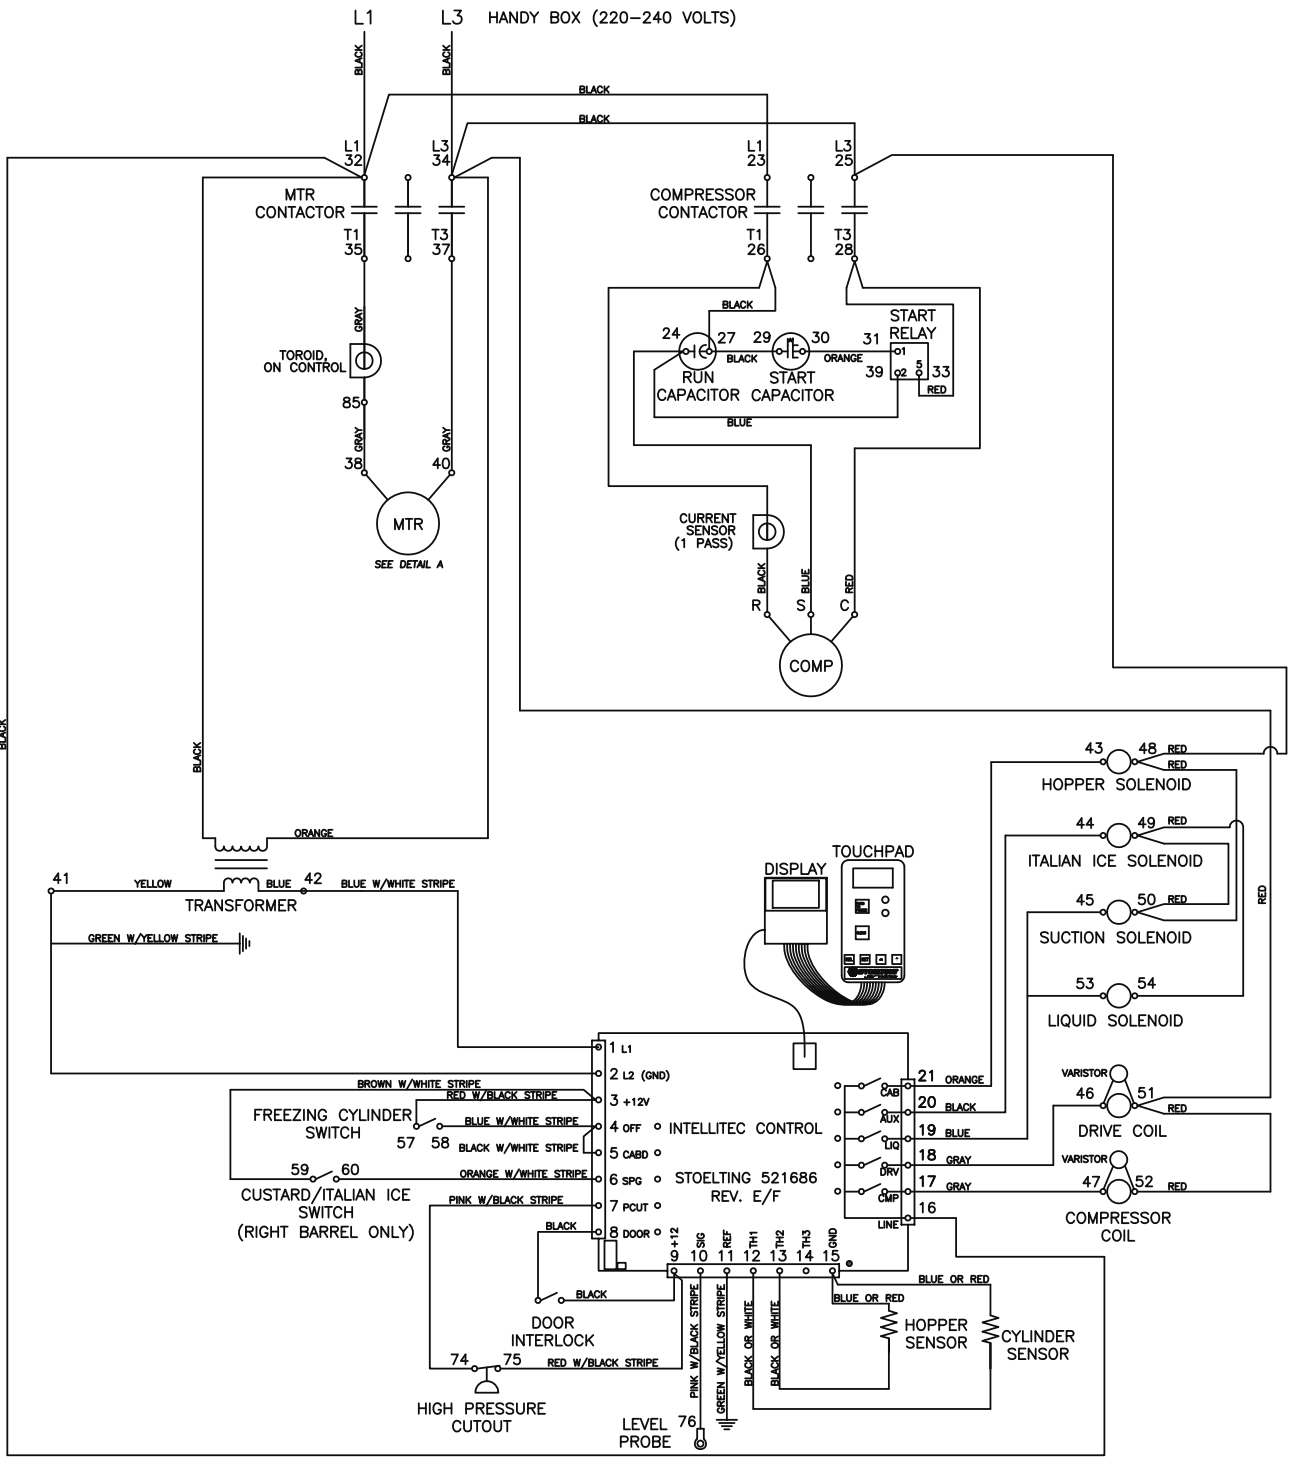 L1
L3
HANDY BOX (220-240 VOLTS)
BLACK
BLACK
BLACK
BLACK
L1
32
L3
34
L1
23
L3
25
MTR
CONTACTOR
COMPRESSOR
CONTACTOR
T1
35
T3
37
T1
26
T3
28
GRAY
BLACK
START
RELAY
TOROID,
ON CONTROL
24
27
29
30
31
1
BLACK
ORANGE
RUN
CAPACITOR
START
CAPACITOR
39
2
5
33
RED
BLUE
85
GRAY
GRAY
38
40
MTR
SEE DETAIL A
CURRENT
SENSOR
(1 PASS)
BLACK
BLUE
RED
R
S
C
COMP
BLACK
BLACK
43
48
RED
RED
HOPPER SOLENOID
44
49
RED
ITALIAN ICE SOLENOID
45
50
RED
SUCTION SOLENOID
RED
53
54
LIQUID SOLENOID
ORANGE
41
YELLOW
BLUE
42
BLUE W/WHITE STRIPE
TRANSFORMER
GREEN W/YELLOW STRIPE
DISPLAY
TOUCHPAD
VARISTOR
46
51
RED
DRIVE COIL
VARISTOR
47
52
RED
COMPRESSOR
COIL
1 L1
2 L2 (GND)
BROWN W/WHITE STRIPE
RED W/BLACK STRIPE
3 +12V
FREEZING CYLINDER
SWITCH
57
58
BLUE W/WHITE STRIPE
4 OFF
BLACK W/WHITE STRIPE
5 CABD
59
60
ORANGE W/WHITE STRIPE
6 SPG
CUSTARD/ITALIAN ICE
SWITCH
(RIGHT BARREL ONLY)
PINK W/BLACK STRIPE
7 PCUT
BLACK
8 DOOR
INTELLITEC CONTROL
STOELTING 521686
REV. E/F
CAB
21
ORANGE
AUX
20
BLACK
LIQ
19
BLUE
DRV
18
GRAY
CMP
17
GRAY
LINE
16
+12
SIG
REF
TH1
TH2
TH3
GND
9
10
11
12
13
14
15
BLUE OR RED
BLUE OR RED
BLACK
DOOR
INTERLOCK
HOPPER
SENSOR
CYLINDER
SENSOR
PINK W/BLACK STRIPE
GREEN W/YELLOW STRIPE
BLACK OR WHITE
BLACK OR WHITE
74
75
RED W/BLACK STRIPE
HIGH PRESSURE
CUTOUT
LEVEL
PROBE
76